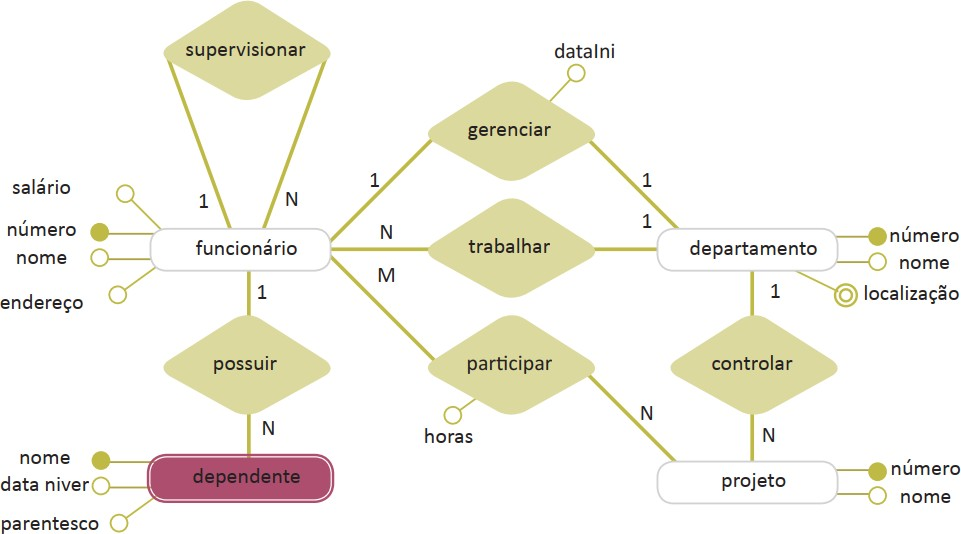 supervisionar
dataIni
gerenciar
1
1
salário
1
N
número
nome
endereço
funcionário
N
trabalhar
1
departamento
número
nome
localização
M
1
1
possuir
participar
controlar
horas
N
N
N
nome
data niver
parentesco
dependente
projeto
número
nome